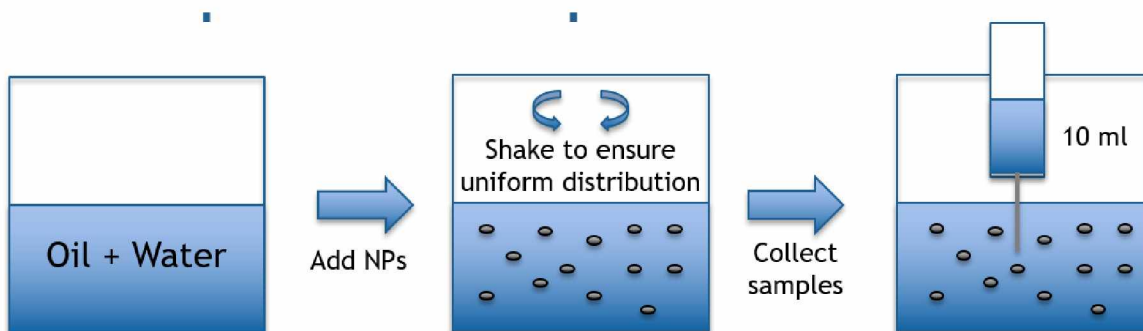 Oil + Water
Add NPs
Shake to ensure
uniform distribution
Collect
samples
10 ml